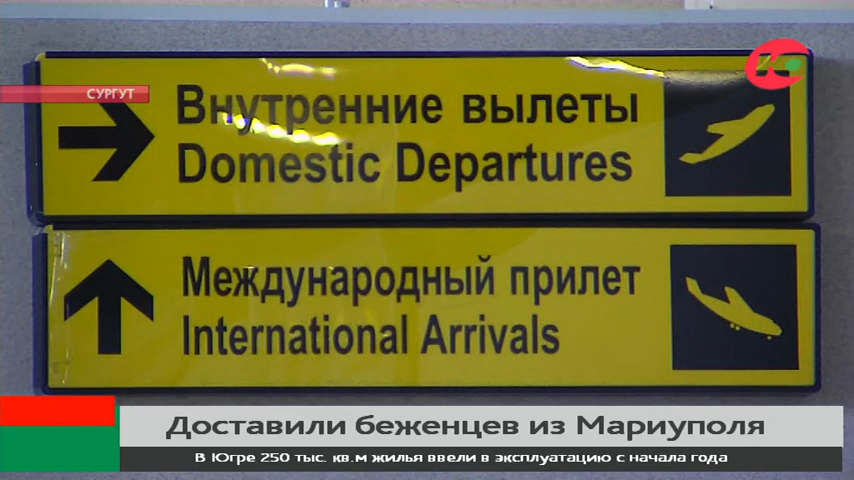 СУРГУТ
Внутренние вылеты
Domestic Departures
Международный прилет
International Arrivals
Доставили беженцев из Мариуполя
В Югре 250 тыс. кв.м жилья ввели в эксплуатацию с начала года